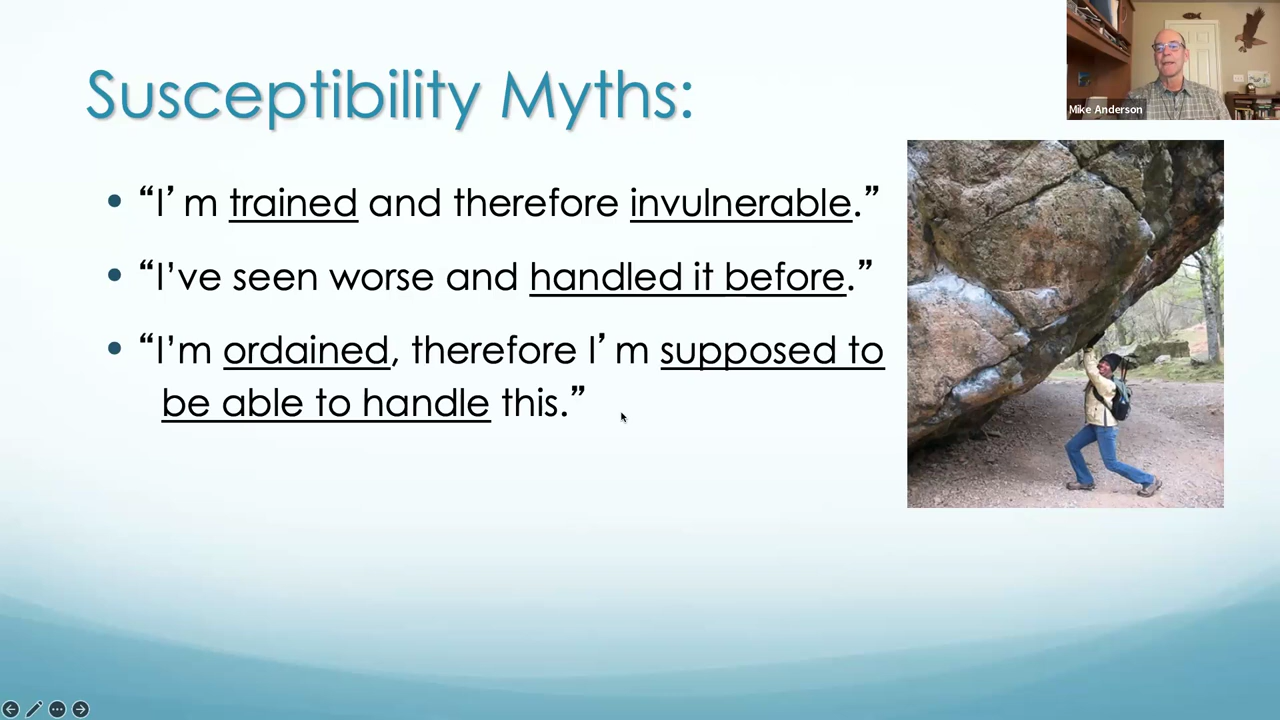 Susceptibility Myths:
Mike Anderson
• “I’m trained and therefore invulnerable.”
• “I’ve seen worse and handled it before.”
• “I’m ordained, therefore I’m supposed to
be able to handle this.”